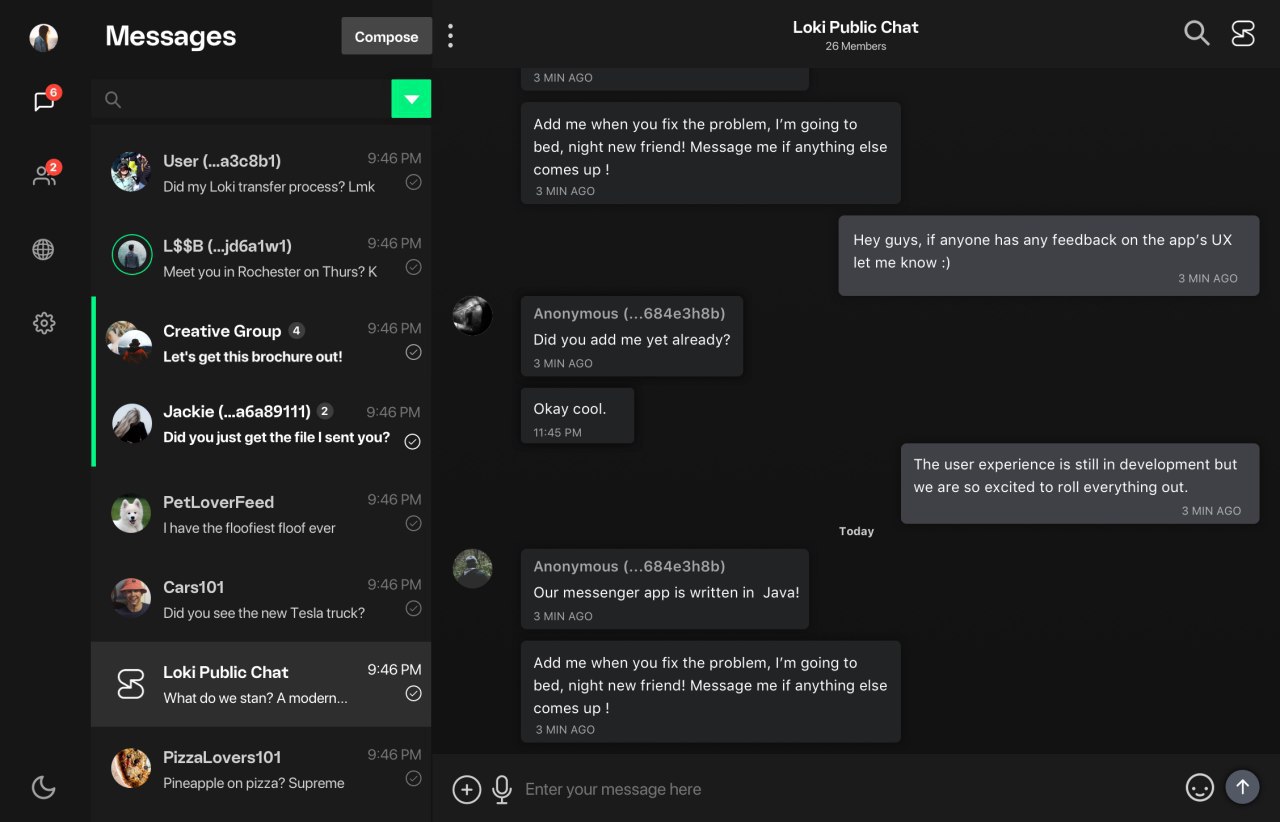 Messages
Compose
6
2
User (...a3c8b1)
9:46 PM
Did my Loki transfer process? Lmk
L$$B (...jd6a1w1)
9:46 PM
Meet you in Rochester on Thurs? K
Creative Group 4
9:46 PM
Let's get this brochure out!
Jackie (...a6a89111) 2
9:46 PM
Did you just get the file I sent you?
PetLoverFeed
9:46 PM
I have the floofiest floof ever
Cars101
9:46 PM
Did you see the new Tesla truck?
Loki Public Chat
9:46 PM
What do we stan? A modern...
PizzaLovers101
9:46 PM
Pineapple on pizza? Supreme
Loki Public Chat
26 Members
3 MIN AGO
Add me when you fix the problem, I’m going to
bed, night new friend! Message me if anything else
comes up !
3 MIN AGO
Hey guys, if anyone has any feedback on the app’s UX
let me know :)
3 MIN AGO
Anonymous (...684e3h8b)
Did you add me yet already?
3 MIN AGO
Okay cool.
11:45 PM
The user experience is still in development but
we are so excited to roll everything out.
3 MIN AGO
Today
Anonymous (...684e3h8b)
Our messenger app is written in  Java!
3 MIN AGO
Add me when you fix the problem, I’m going to
bed, night new friend! Message me if anything else
comes up !
3 MIN AGO
Enter your message here